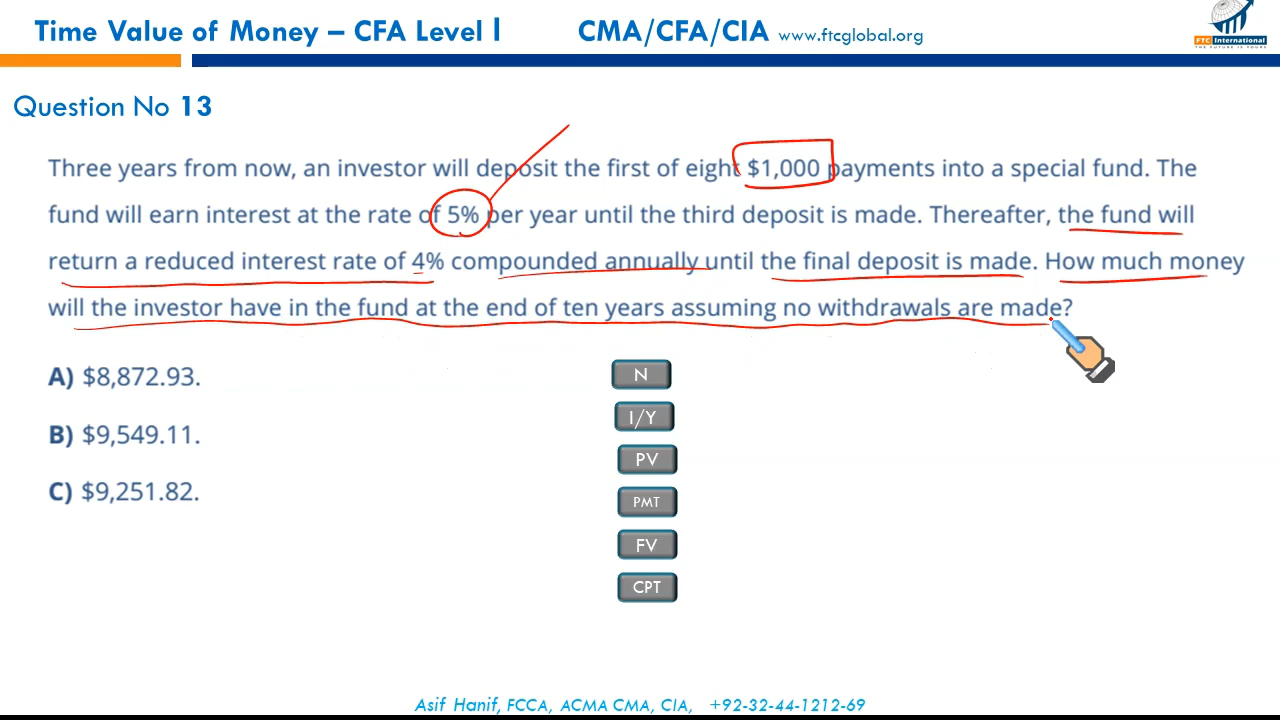 Time Value of Money – CFA Level I CMA/CFA/CIA www.ftcglobal.org
FTC International
THE FUTURE IS YOURS
Question No 13
Three years from now, an investor will deposit the first of eight $1,000 payments into a special fund. The
fund will earn interest at the rate of 5% per year until the third deposit is made. Thereafter, the fund will
return a reduced interest rate of 4% compounded annually until the final deposit is made. How much money
will the investor have in the fund at the end of ten years assuming no withdrawals are made?
A) $8,872.93.
B) $9,549.11.
C) $9,251.82.
N
I/Y
PV
PMT
FV
CPT
Asif Hanif, FCCA, ACMA CMA, CIA, +92-32-44-1212-69